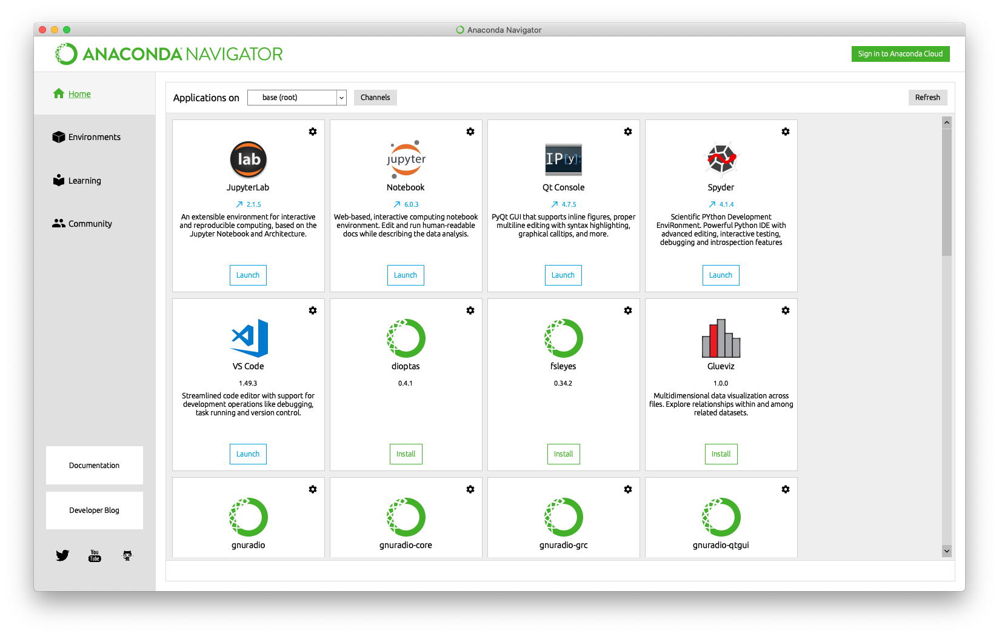 Anaconda Navigator
ANACONDA NAVIGATOR
Sign in to Anaconda Cloud
Home
Environments
Learning
Community
Documentation
Developer Blog
You
Tube
Applications on
base (root)
Channels
Refresh
lab
JupyterLab
2.1.5
An extensible environment for interactive
and reproducible computing, based on the
Jupyter Notebook and Architecture.
Launch
jupyter
Notebook
6.0.3
Web-based, interactive computing notebook
environment. Edit and run human-readable
docs while describing the data analysis.
Launch
IP[y]:
Qt Console
4.7.5
PyQt GUI that supports inline figures, proper
multiline editing with syntax highlighting,
graphical calltips, and more.
Launch
Spyder
4.1.4
Scientific PYthon Development
EnviRonment. Powerful Python IDE with
advanced editing, interactive testing,
debugging and introspection features
Launch
VS Code
1.49.3
Streamlined code editor with support for
development operations like debugging,
task running and version control.
Launch
dioptas
0.4.1
Install
fsleyes
0.34.2
Install
Glueviz
1.0.0
Multidimensional data visualization across
files. Explore relationships within and among
related datasets.
Install
gnuradio
gnuradio-core
gnuradio-grc
gnuradio-qtgui